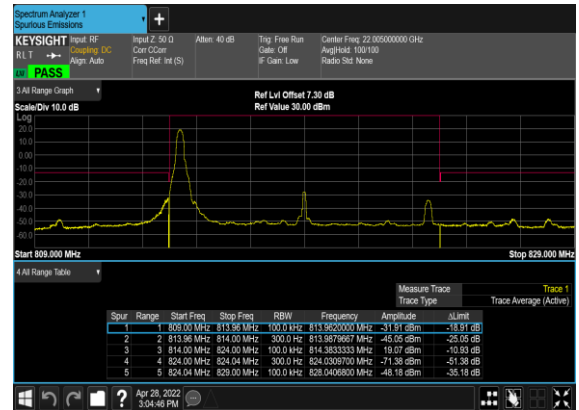 Spectrum Analyzer 1
Spurious Emissions
KEYSIGHT Input: RF Input Z: 50 Ω Atten: 40 dB Trig: Free Run Center Freq: 22.005000000 GHz
RLT Coupling: DC Corr CCorr Gate: Off Avg|Hold: 100/100
Align: Auto Freq Ref: Int (S) IF Gain: Low Radio Std: None
PASS
3 All Range Graph Ref Lvl Offset 7.30 dB
Scale/Div 10.0 dB Ref Value 30.00 dBm
Log
20.0
10.0
0.00
-10.0
-20.0
-30.0
-40.0
-50.0
-60.0
Start 809.000 MHz Stop 829.000 MHz
4 All Range Table
Measure Trace Trace 1
Trace Type Trace Average (Active)
Spur Range Start Freq Stop Freq RBW Frequency Amplitude ΔLimit
1 1 809.00 MHz 813.96 MHz 100.0 kHz 813.9620000 MHz -31.91 dBm -18.91 dB
2 2 813.96 MHz 814.00 MHz 300.0 Hz 813.9879667 MHz -45.05 dBm -25.05 dB
3 3 814.00 MHz 824.00 MHz 100.0 kHz 814.3833333 MHz 19.07 dBm -10.93 dB
4 4 824.00 MHz 824.04 MHz 300.0 Hz 824.0309700 MHz -71.38 dBm -51.38 dB
5 5 824.04 MHz 829.00 MHz 100.0 kHz 828.0406800 MHz -48.18 dBm -35.18 dB
Apr 28, 2022
3:04:46 PM